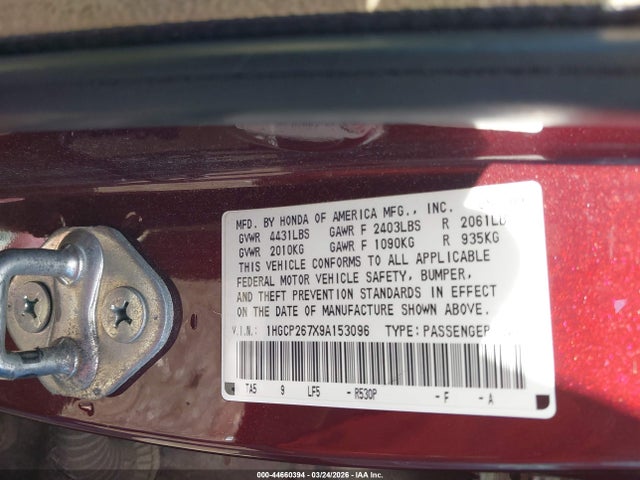 MFD. BY HONDA OF AMERICA MFG., INC.
GVWR 4431LBS GAWR F 2403LBS R 2061LB
GVWR 2010KG GAWR F 1090KG R 935KG
THIS VEHICLE CONFORMS TO ALL APPLICABLE
FEDERAL MOTOR VEHICLE SAFETY, BUMPER,
AND THEFT PREVENTION STANDARDS IN EFFECT
ON THE DATE OF MANUFACTURE SHOWN ABOVE.
V.I.N.: 1HGCP267X9A153096 TYPE: PASSENGER
TA5 9 LF5 - R530P - F - A
000-44660394 - 03/24/2026 - IAA Inc.